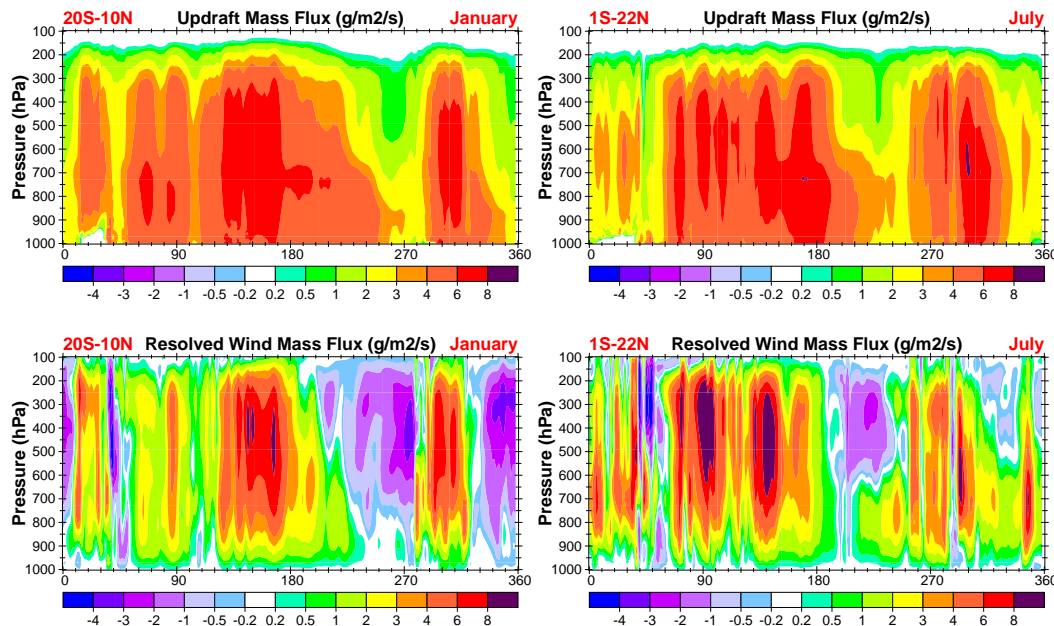 20S-10N Updraft Mass Flux (g/m2/s) January
1S-22N Updraft Mass Flux (g/m2/s) July
Pressure (hPa)
100
200
300
400
500
600
700
800
900
1000
0 90 180 270 360
-4 -3 -2 -1 -0.5 -0.2 0.2 0.5 1 2 3 4 6 8
Pressure (hPa)
100
200
300
400
500
600
700
800
900
1000
0 90 180 270 360
-4 -3 -2 -1 -0.5 -0.2 0.2 0.5 1 2 3 4 6 8
20S-10N Resolved Wind Mass Flux (g/m2/s) January
1S-22N Resolved Wind Mass Flux (g/m2/s) July
Pressure (hPa)
100
200
300
400
500
600
700
800
900
1000
0 90 180 270 360
-4 -3 -2 -1 -0.5 -0.2 0.2 0.5 1 2 3 4 6 8
Pressure (hPa)
100
200
300
400
500
600
700
800
900
1000
0 90 180 270 360
-4 -3 -2 -1 -0.5 -0.2 0.2 0.5 1 2 3 4 6 8